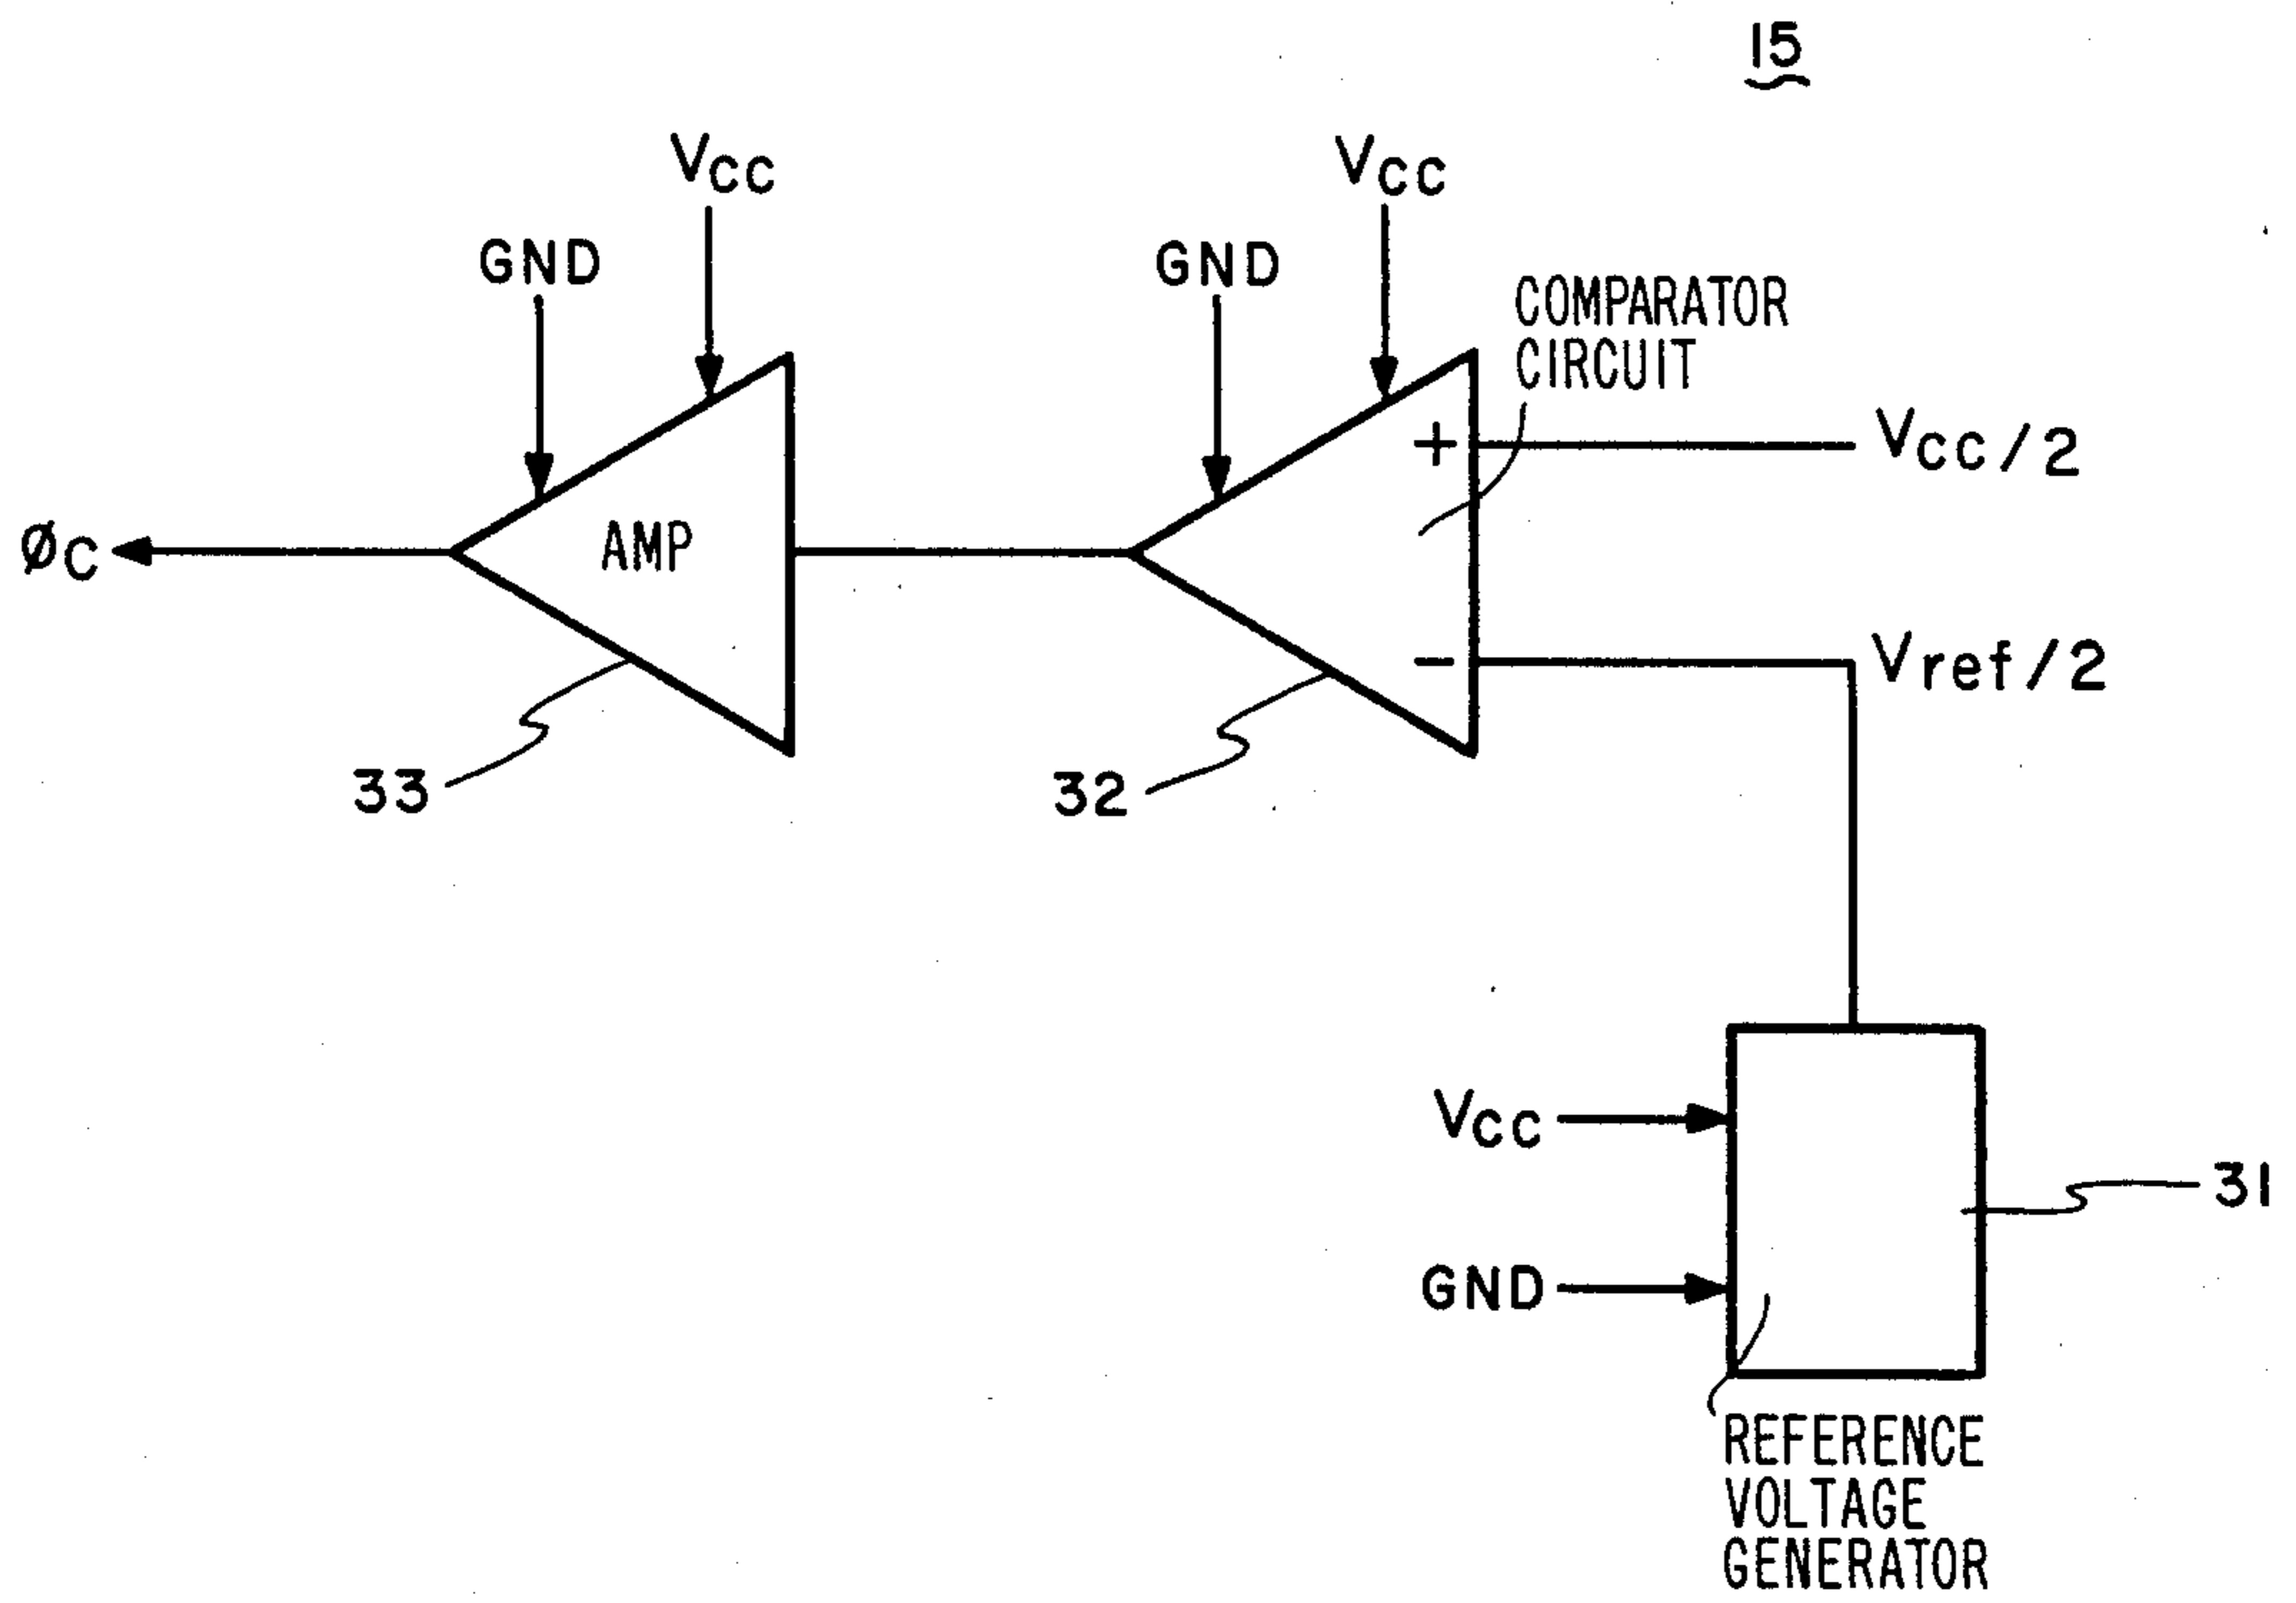 15
Vcc
Vcc
GND
GND
COMPARATOR
CIRCUIT
+
Vcc/2
øc
AMP
-
Vref/2
33
32
Vcc
31
GND
REFERENCE
VOLTAGE
GENERATOR